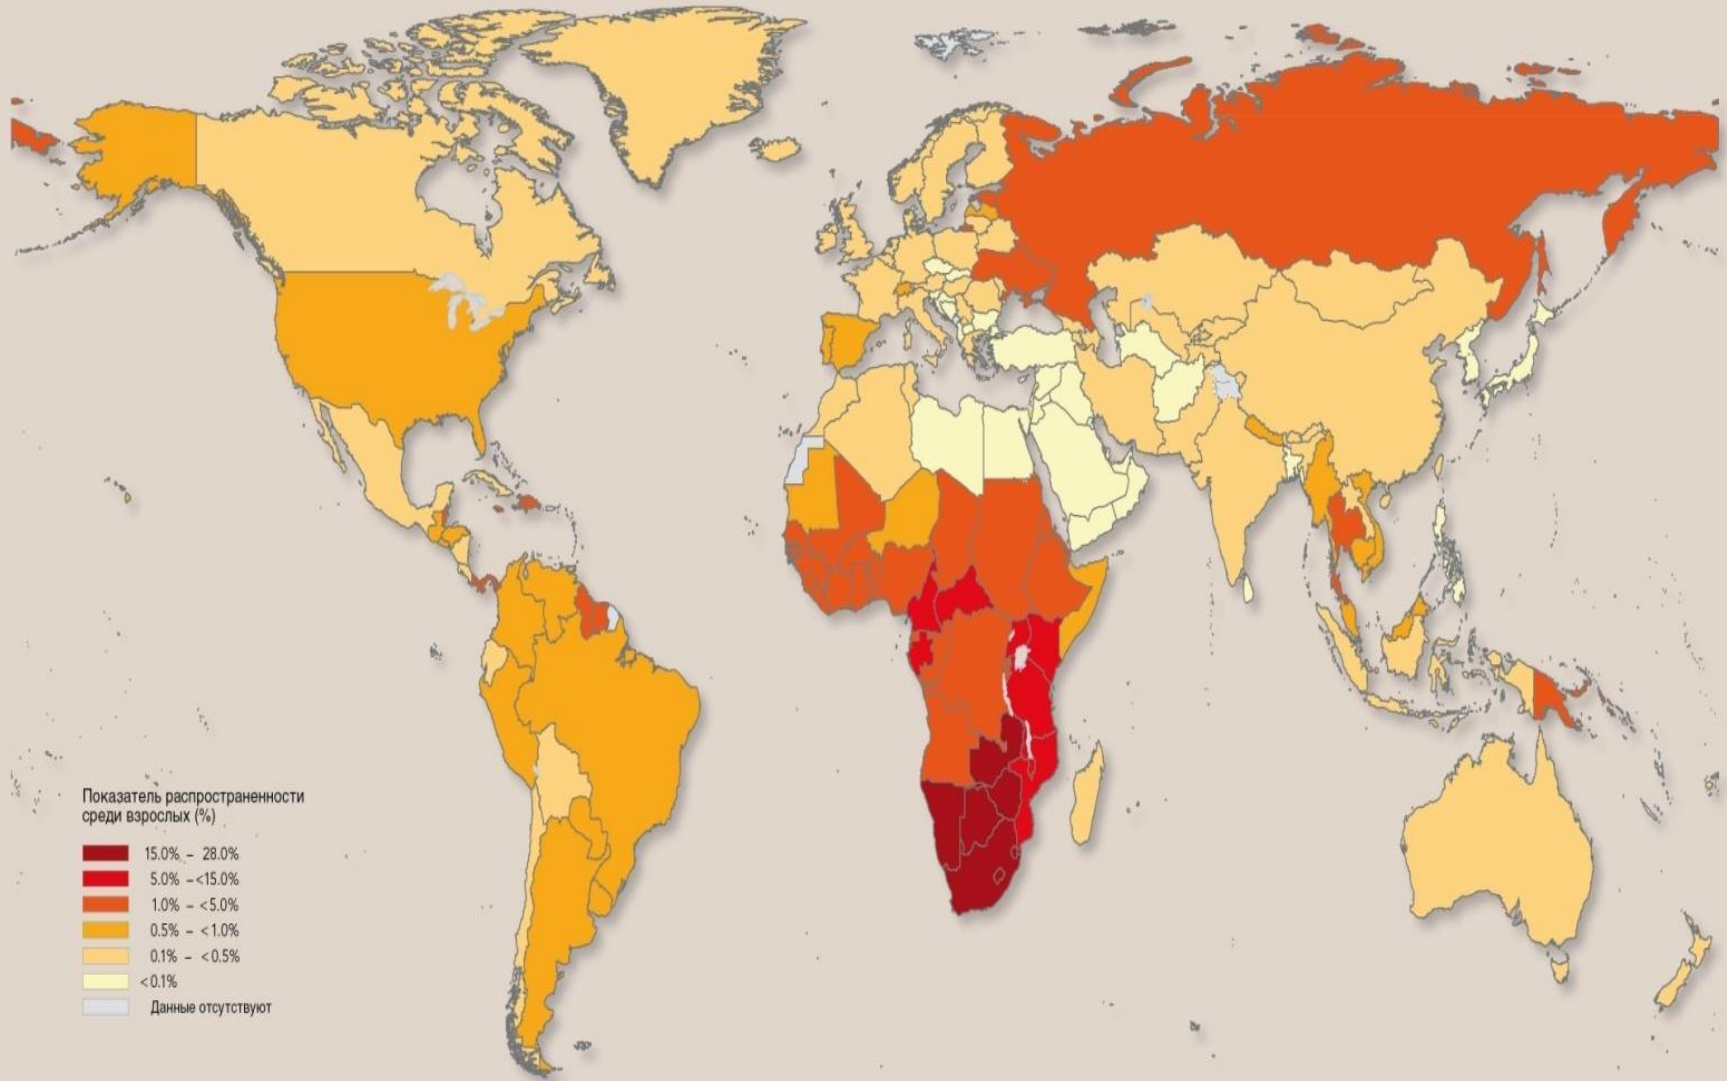 Показатель распространенности
среди взрослых (%)
15.0% – 28.0%
5.0% – <15.0%
1.0% – <5.0%
0.5% – <1.0%
0.1% – <0.5%
<0.1%
Данные отсутствуют